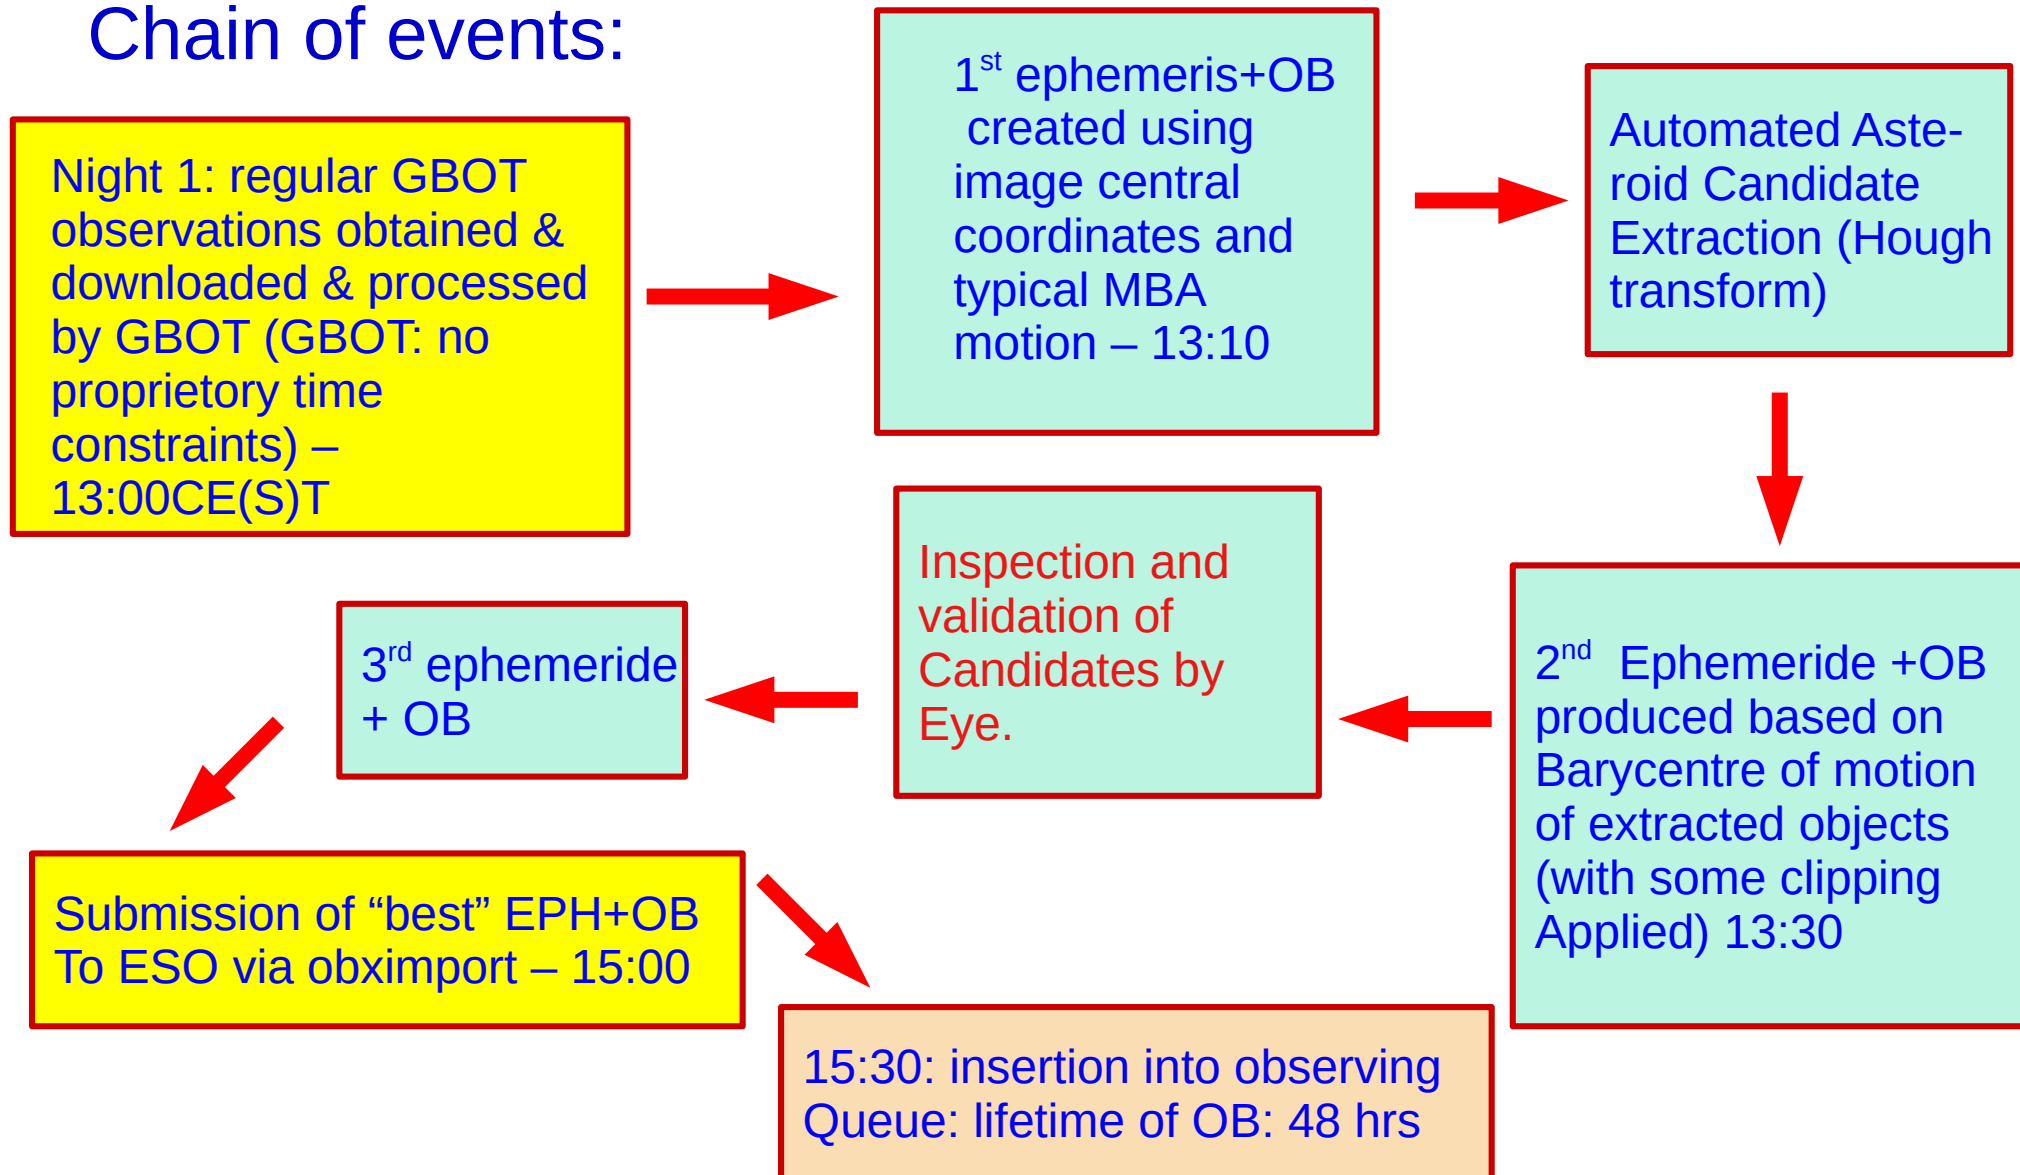 Chain of events:
Night 1: regular GBOT
observations obtained &
downloaded & processed
by GBOT (GBOT: no
proprietory time
constraints) –
13:00CE(S)T
1st ephemeris+OB
created using
image central
coordinates and
typical MBA
motion – 13:10
Automated Aste-
roid Candidate
Extraction (Hough
transform)
2nd Ephemeride +OB
produced based on
Barycentre of motion
of extracted objects
(with some clipping
Applied) 13:30
Inspection and
validation of
Candidates by
Eye.
3rd ephemeride
+ OB
Submission of “best” EPH+OB
To ESO via obximport – 15:00
15:30: insertion into observing
Queue: lifetime of OB: 48 hrs